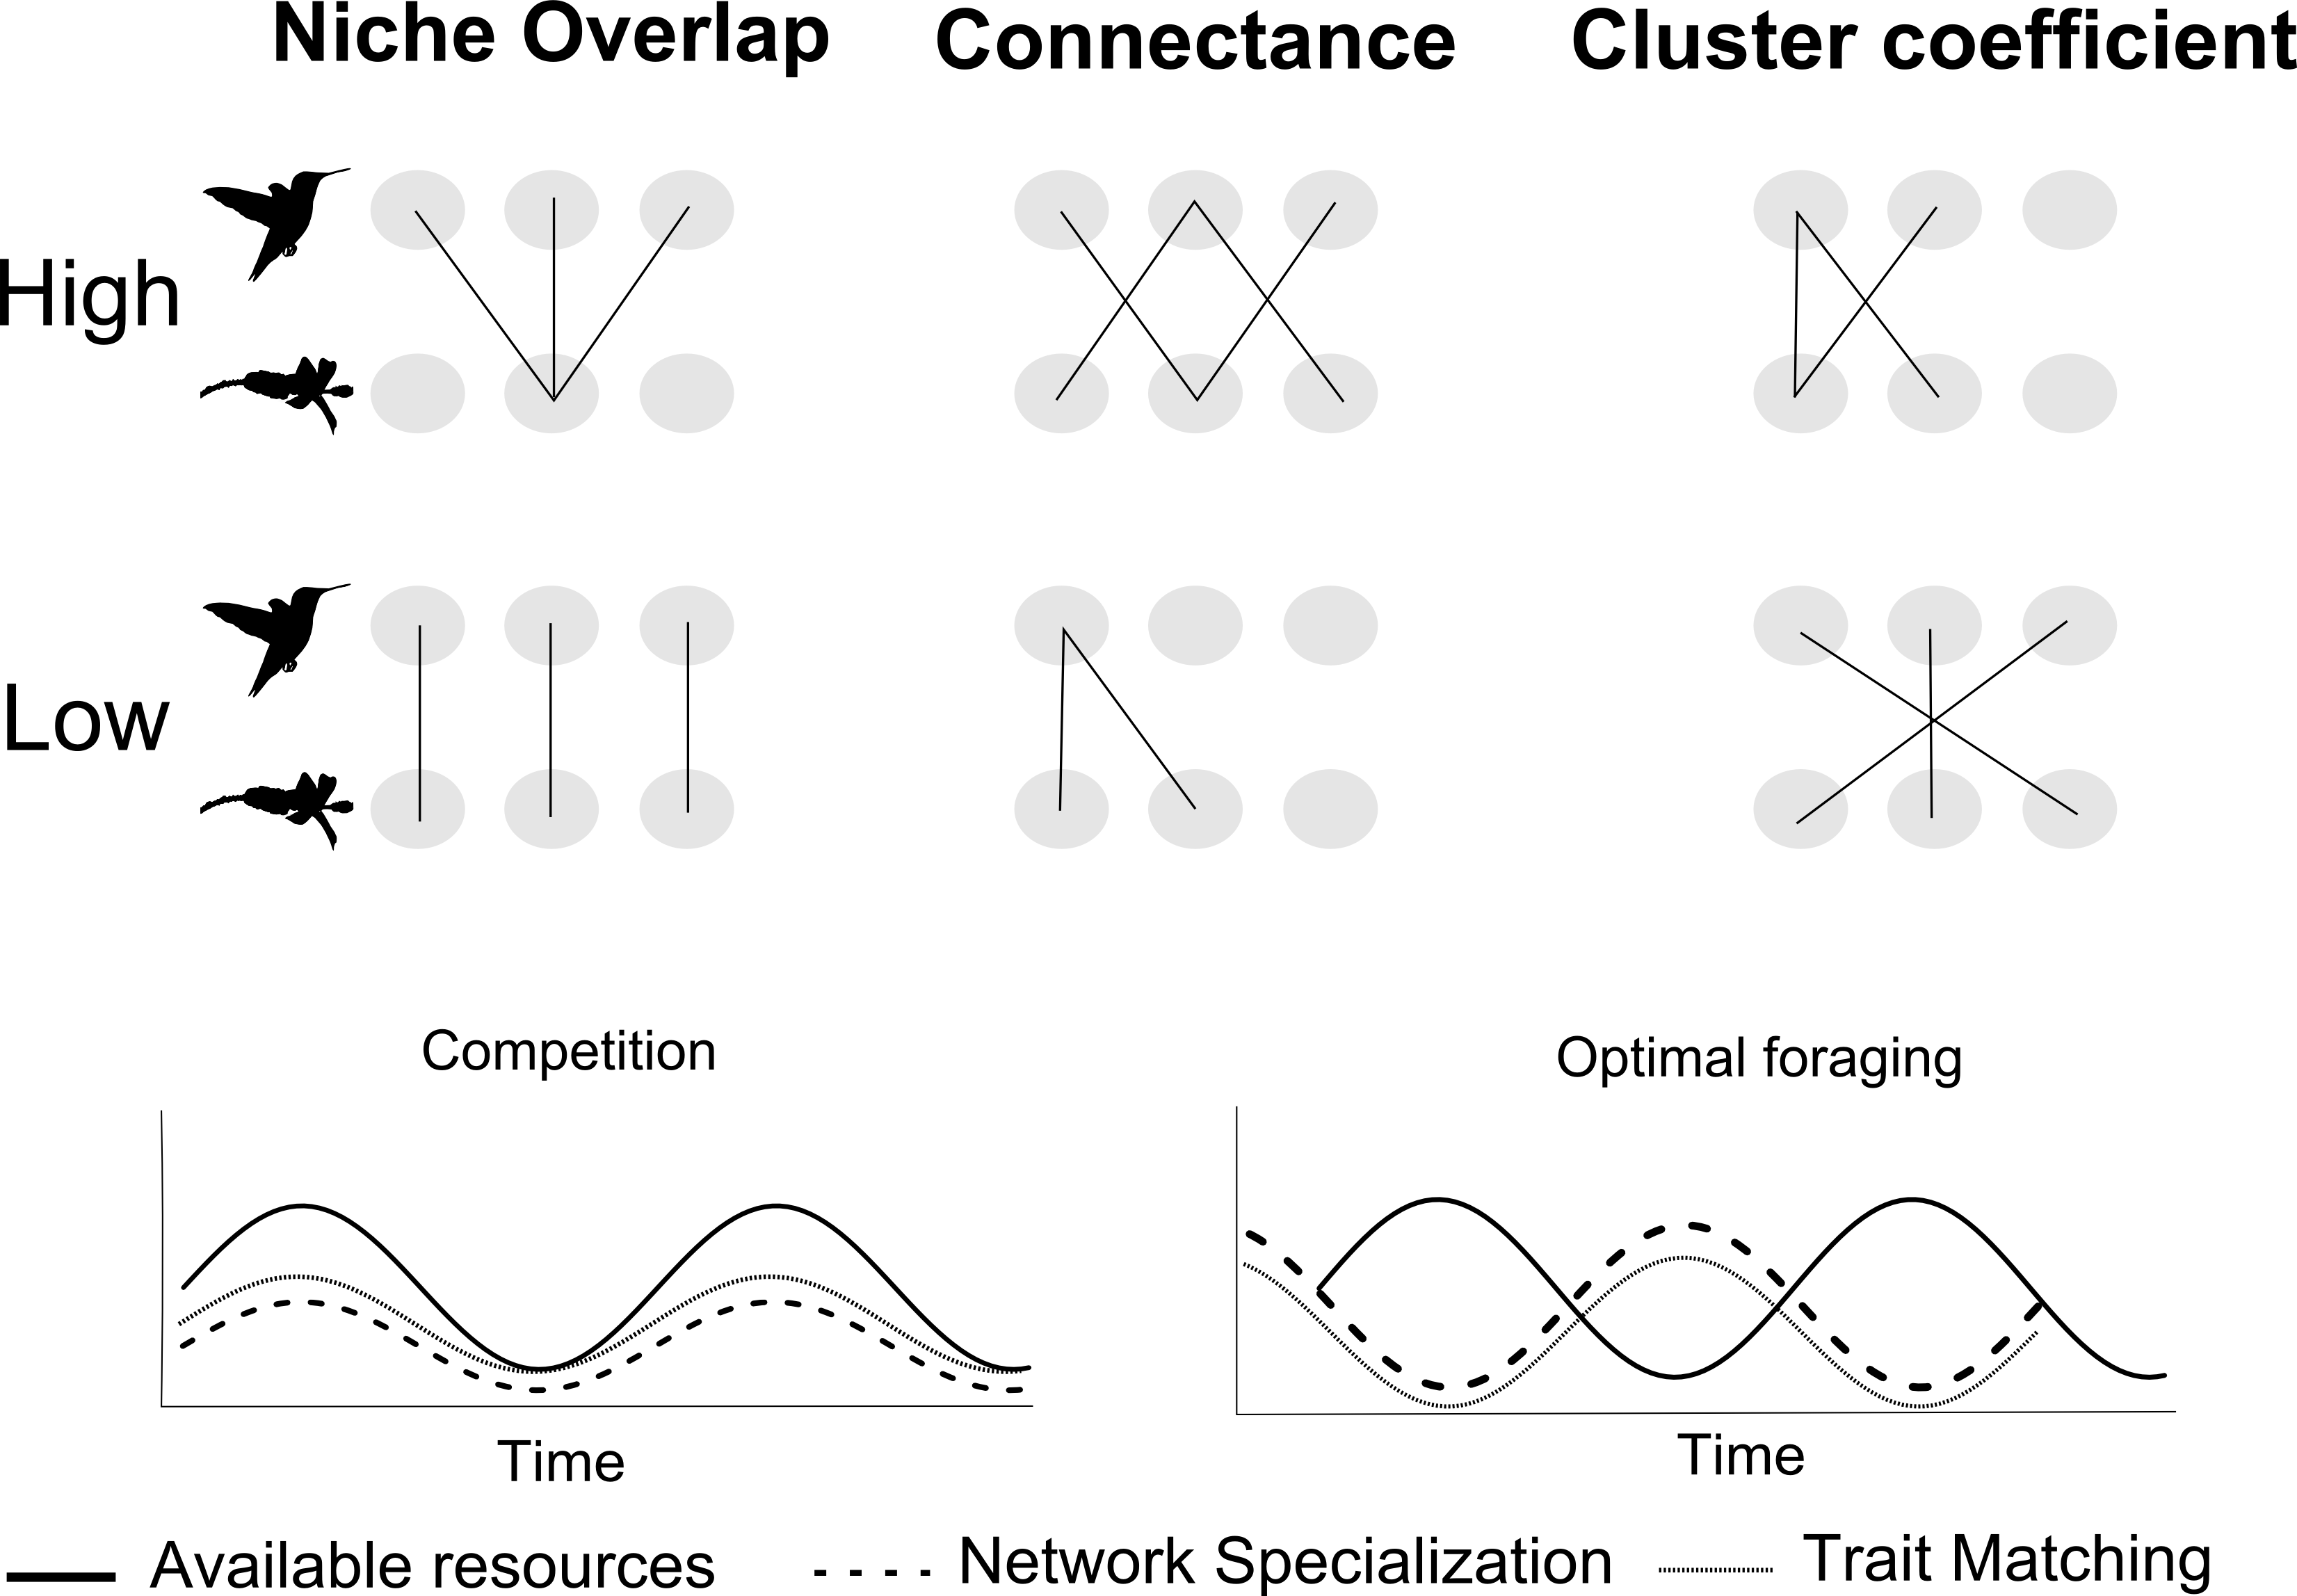 Niche Overlap
Connectance
Cluster coefficient
High
Low
Competition
Optimal foraging
Time
Time
Available resources
Network Specialization
Trait Matching